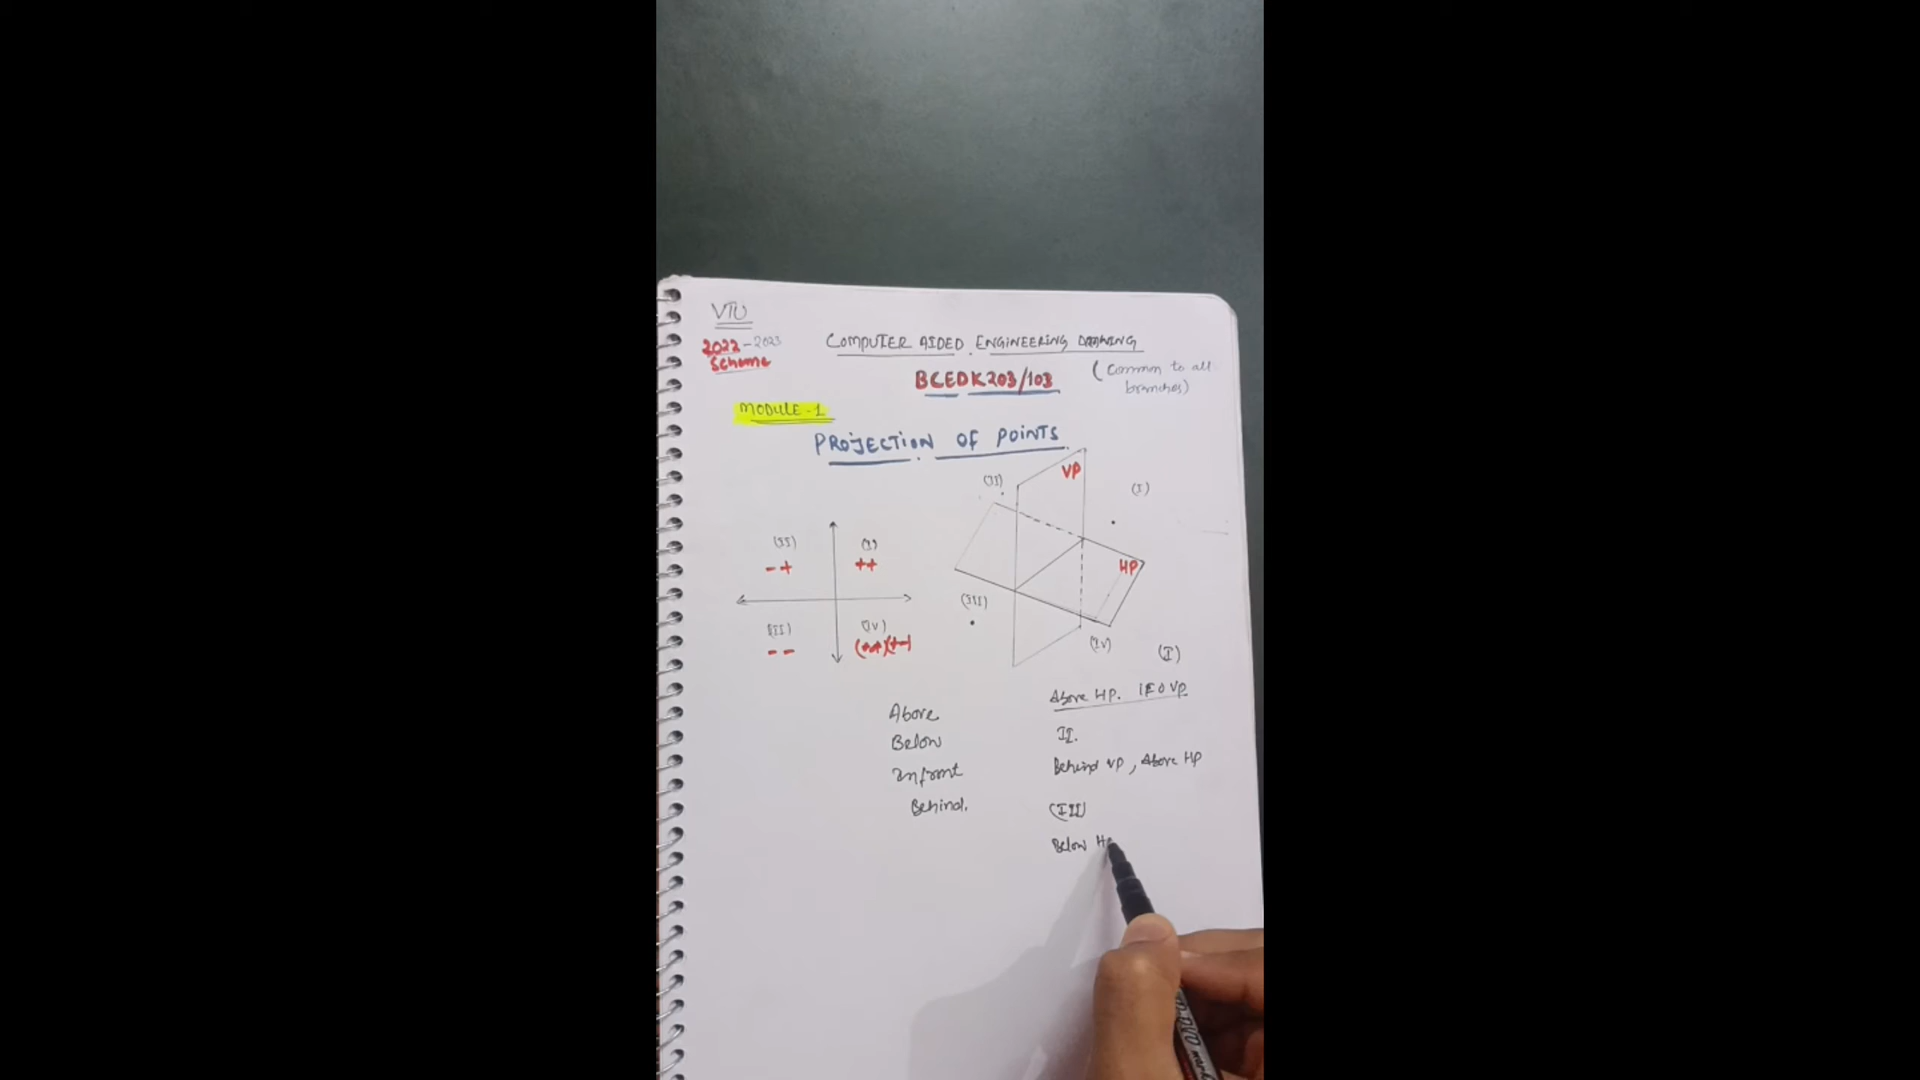 VTU
2022-2023
Scheme
COMPUTER AIDED ENGINEERING DRAWING
BCEDK203/103
(Common to all
branches)
MODULE-1
PROJECTION OF POINTS
VP
(II)
(I)
HP
(III)
(IV)
(II)
(I)
-+
++
(IV)
--
(I)
Above HP. IFO VP
Above
Below
Infront
Behind.
II.
Behind VP, Above HP
(III)
Below HP